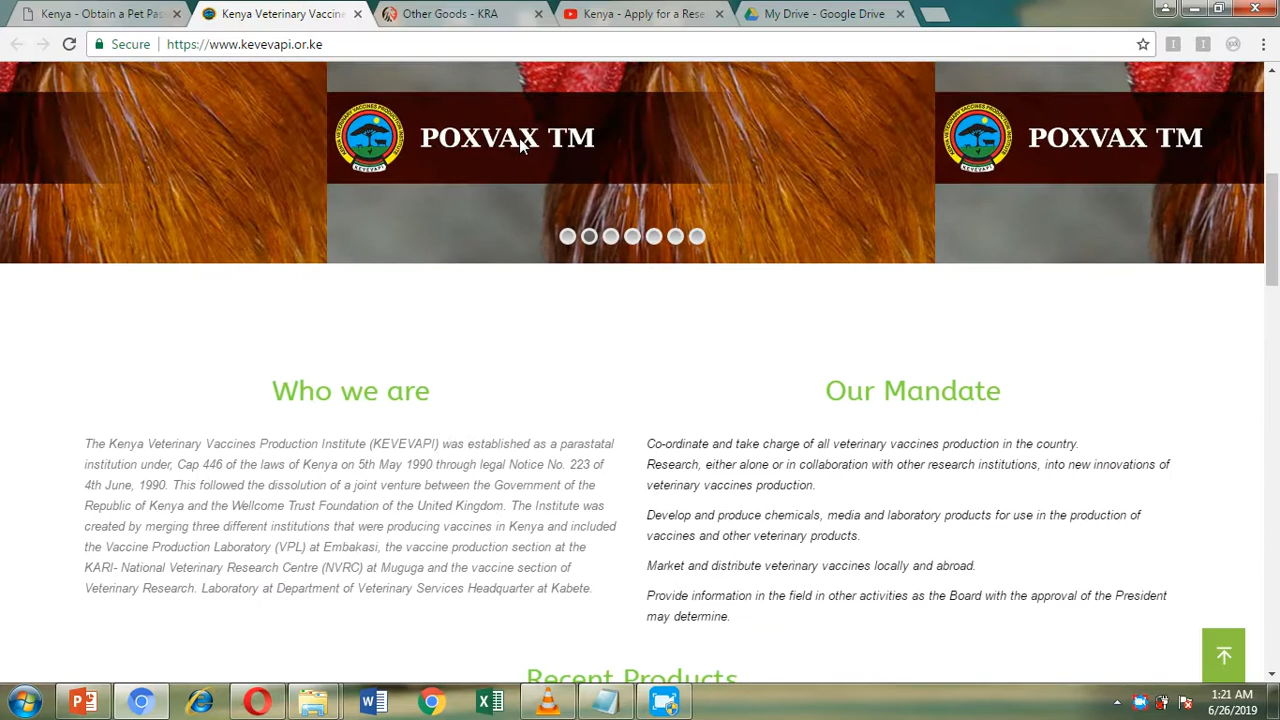 Kenya - Obtain a Pet Pas
Kenya Veterinary Vaccine
Other Goods - KRA
Kenya - Apply for a Rese
My Drive - Google Drive
Secure
https://www.kevevapi.or.ke
POXVAX TM
POXVAX TM
KEVEVAPI
KEVEVAPI
Who we are
The Kenya Veterinary Vaccines Production Institute (KEVEVAPI) was established as a parastatal
institution under, Cap 446 of the laws of Kenya on 5th May 1990 through legal Notice No. 223 of
4th June, 1990. This followed the dissolution of a joint venture between the Government of the
Republic of Kenya and the Wellcome Trust Foundation of the United Kingdom. The Institute was
created by merging three different institutions that were producing vaccines in Kenya and included
the Vaccine Production Laboratory (VPL) at Embakasi, the vaccine production section at the
KARI- National Veterinary Research Centre (NVRC) at Muguga and the vaccine section of
Veterinary Research. Laboratory at Department of Veterinary Services Headquarter at Kabete.
Our Mandate
Co-ordinate and take charge of all veterinary vaccines production in the country.
Research, either alone or in collaboration with other research institutions, into new innovations of
veterinary vaccines production.
Develop and produce chemicals, media and laboratory products for use in the production of
vaccines and other veterinary products.
Market and distribute veterinary vaccines locally and abroad.
Provide information in the field in other activities as the Board with the approval of the President
may determine.
Recent Products
1:21 AM
6/26/2019